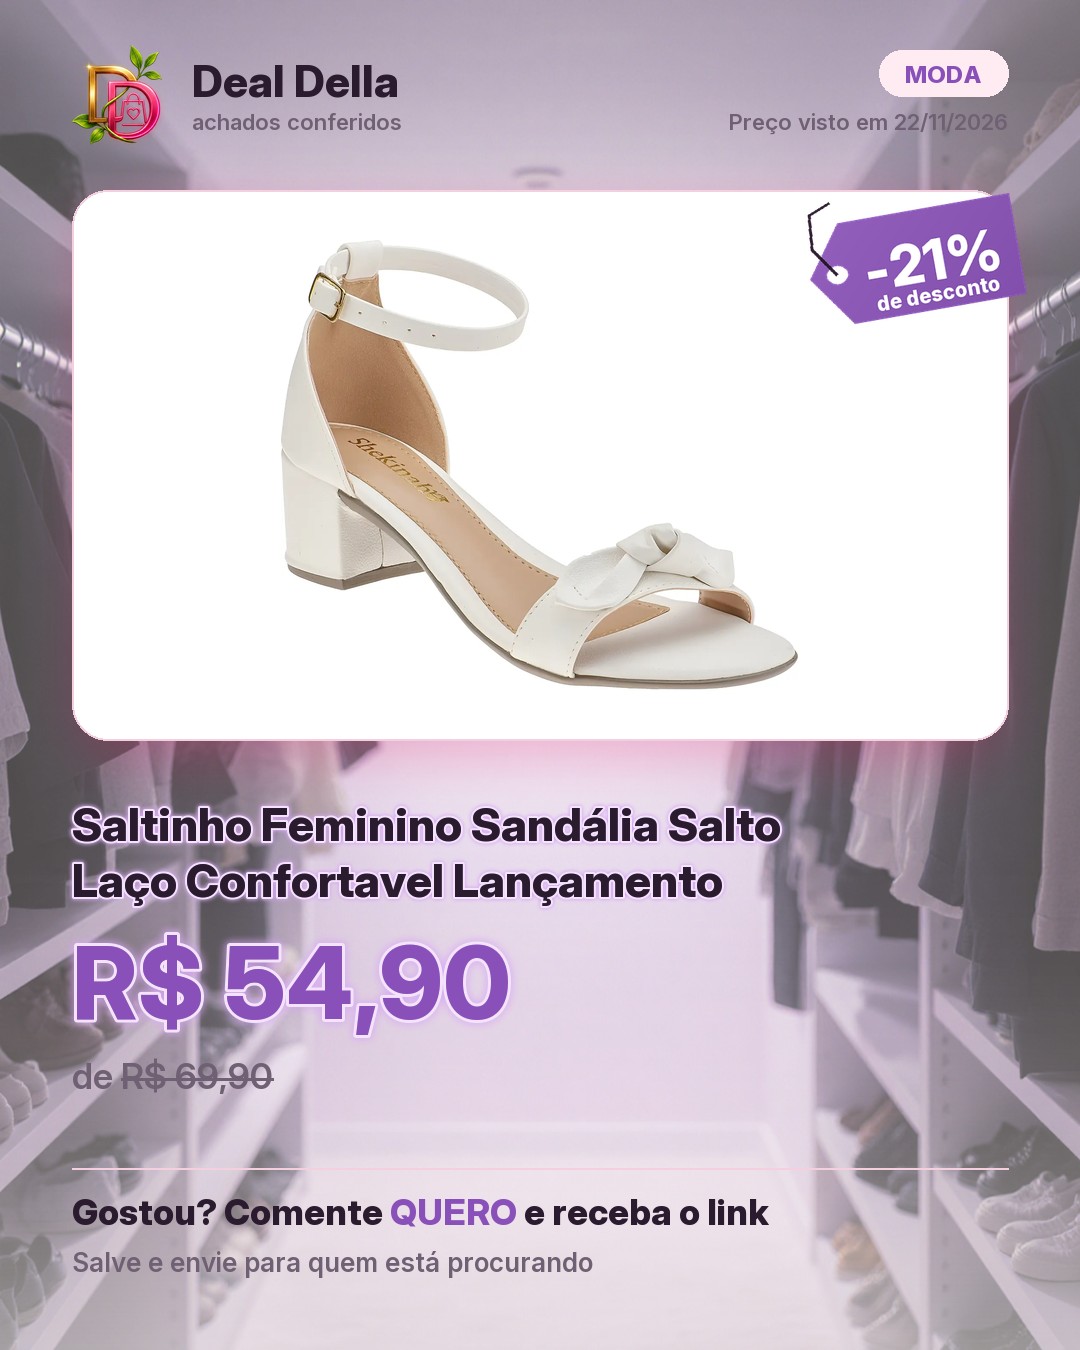 Deal Della
achados conferidos
MODA
Preço visto em 22/11/2026
-21%
de desconto
Shekinahg
Saltinho Feminino Sandália Salto
Laço Confortavel Lançamento
R$ 54,90
de R$ 69,90
Gostou? Comente QUERO e receba o link
Salve e envie para quem está procurando